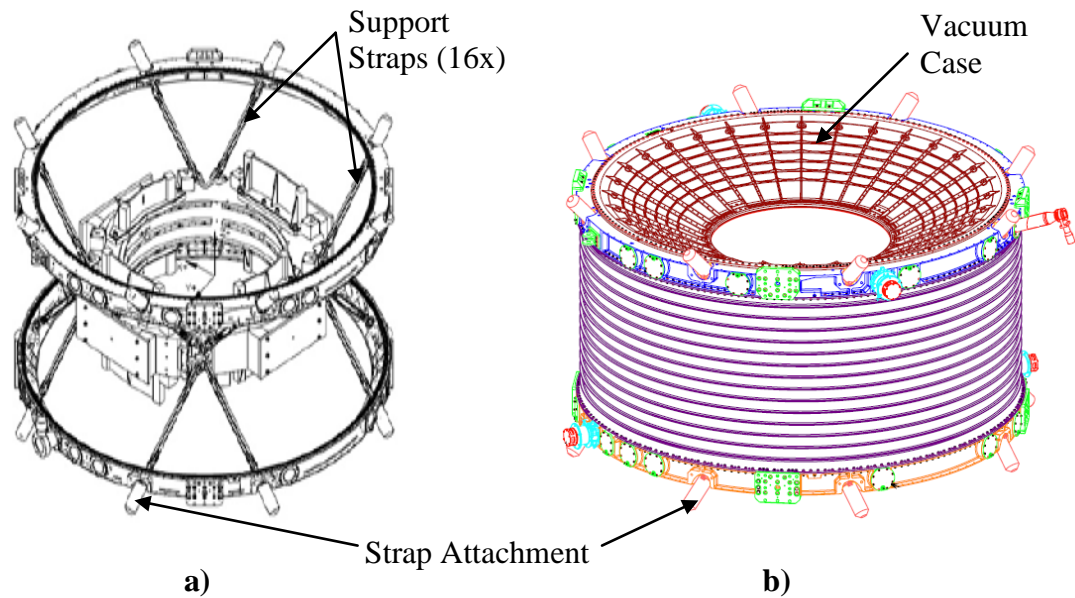 Support
Straps (16x)
Vacuum
Case
Strap Attachment
a)
b)